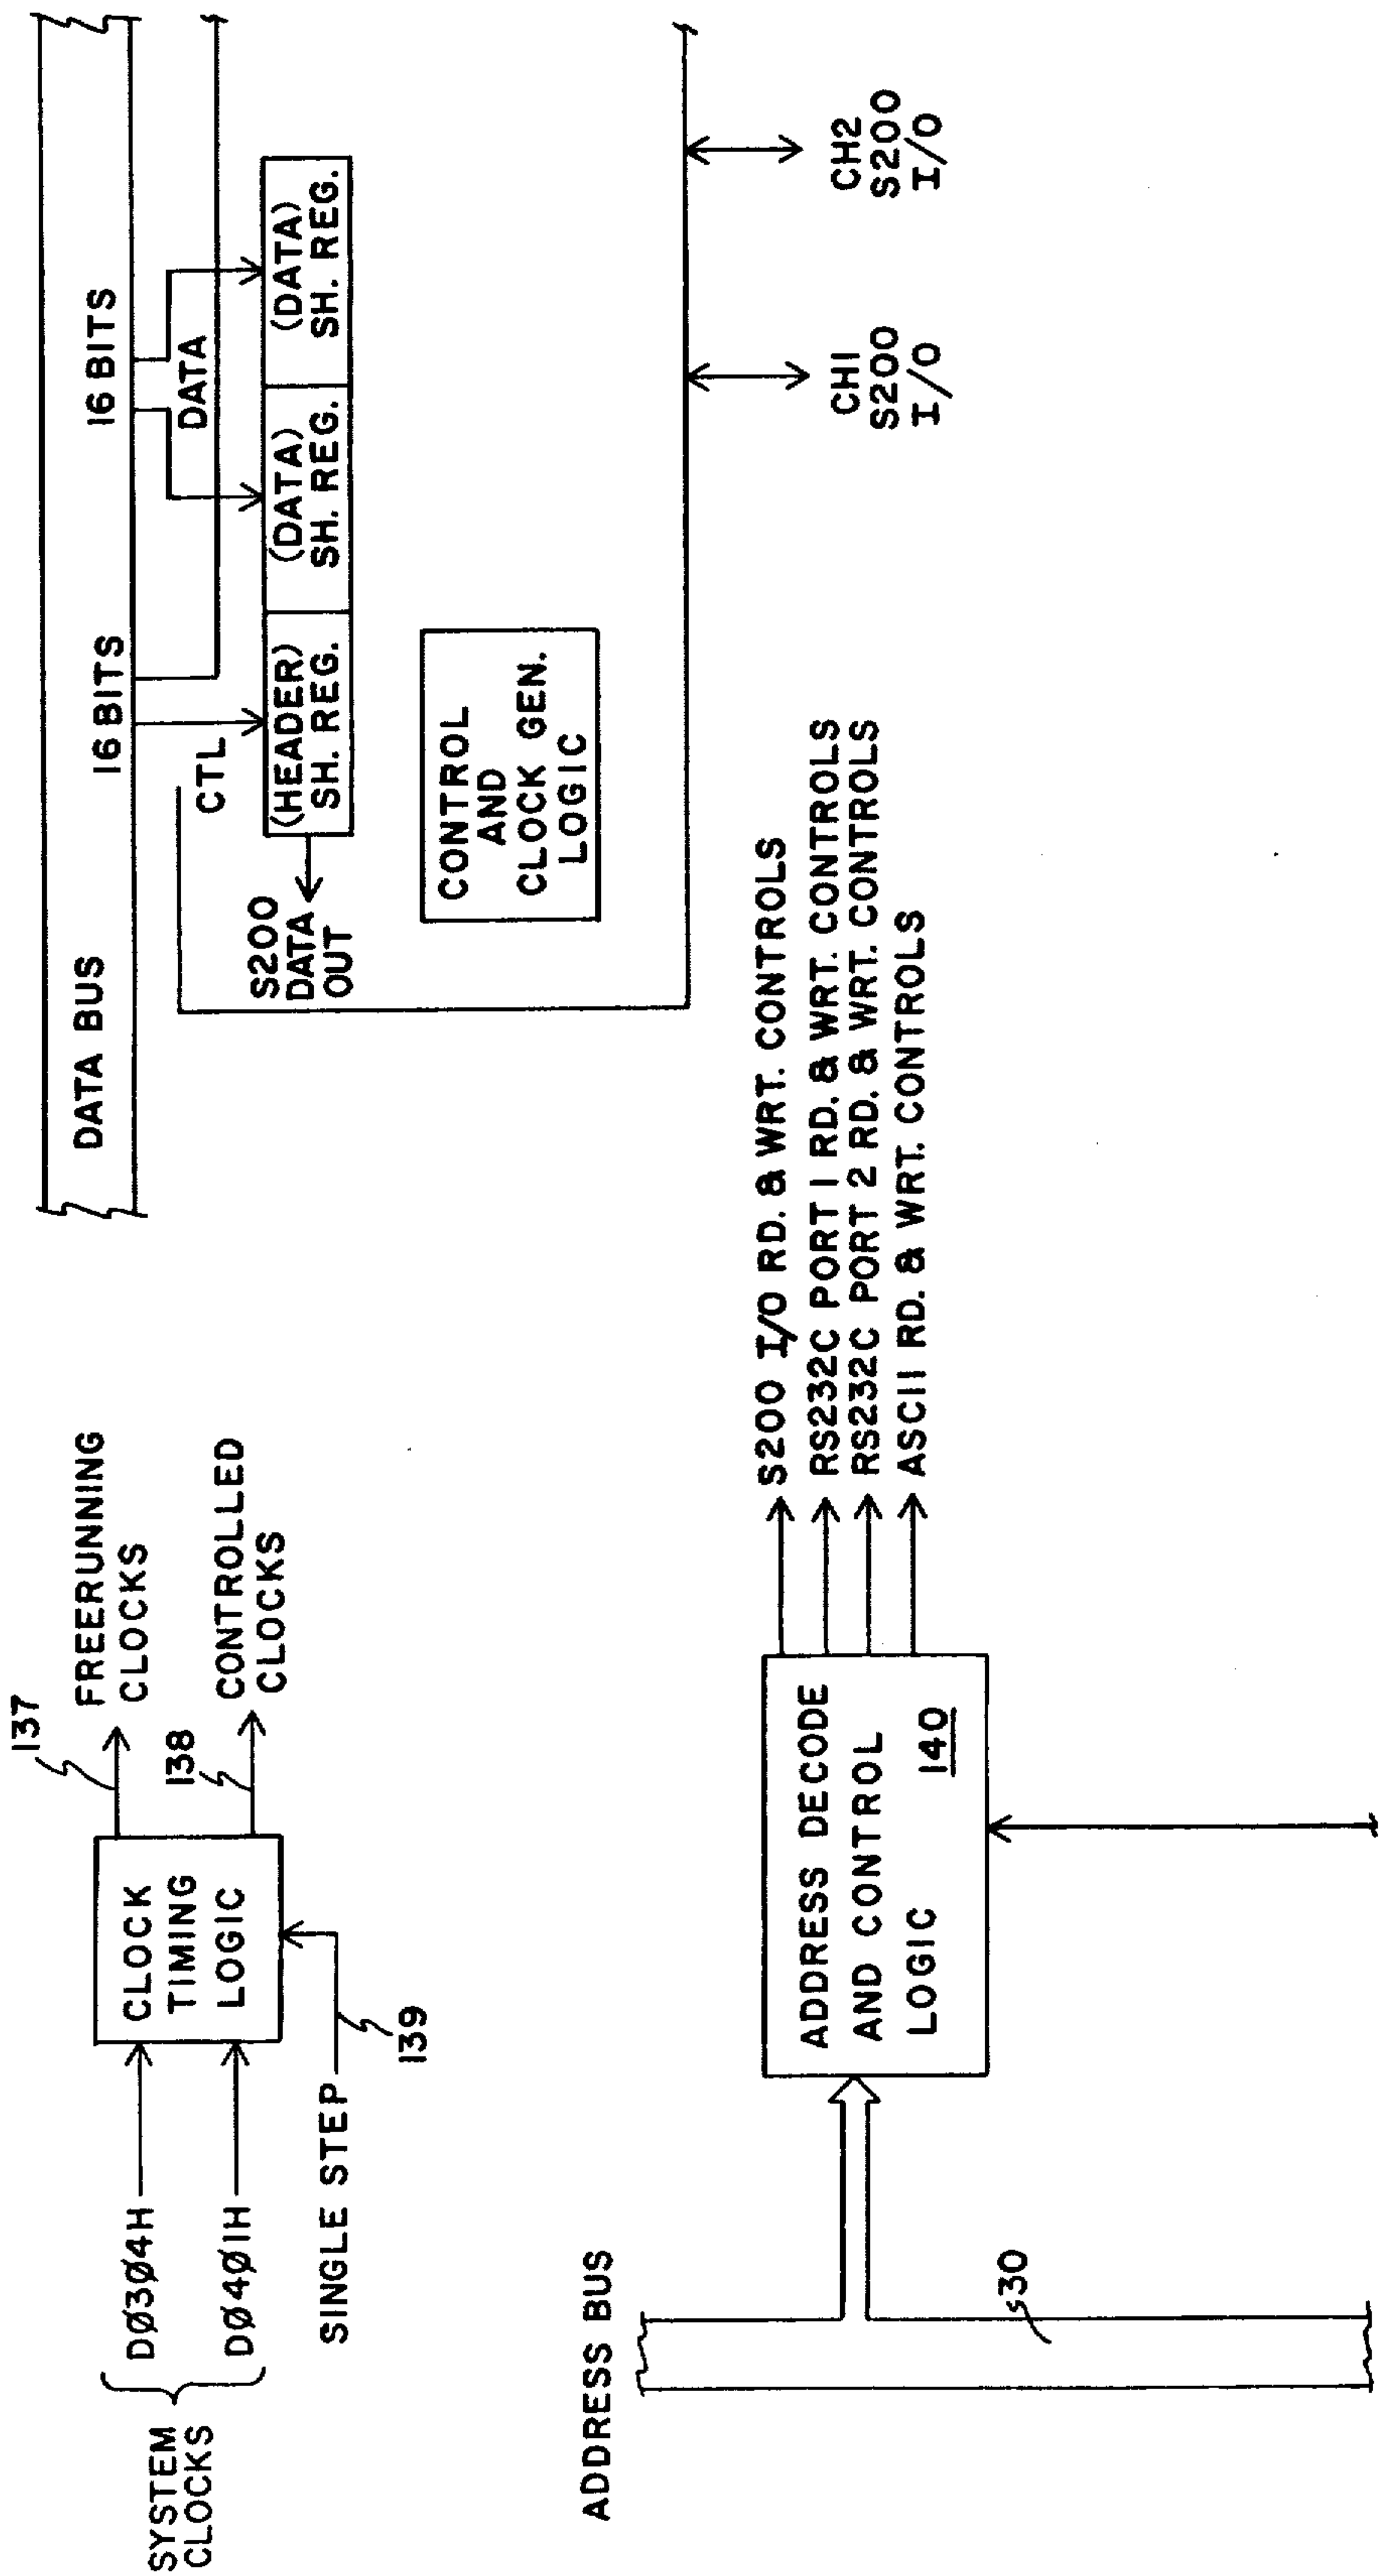 SYSTEM
CLOCKS
DØ3Ø4H
DØ4Ø1H
SINGLE STEP
139
CLOCK
TIMING
LOGIC
137
FREERUNNING
CLOCKS
138
CONTROLLED
CLOCKS
DATA BUS
16 BITS
16 BITS
CTL
DATA
S200
DATA
OUT
(HEADER)
SH. REG.
(DATA)
SH. REG.
(DATA)
SH. REG.
CONTROL
AND
CLOCK GEN.
LOGIC
CH1
S200
I/O
CH2
S200
I/O
ADDRESS BUS
530
ADDRESS DECODE
AND CONTROL
LOGIC 140
S200 I/O RD. & WRT. CONTROLS
RS232C PORT 1 RD. & WRT. CONTROLS
RS232C PORT 2 RD. & WRT. CONTROLS
ASCII RD. & WRT. CONTROLS